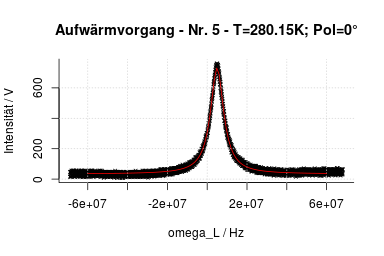 Aufwärmvorgang - Nr. 5 - T=280.15K; Pol=0°
Intensität / V
600
200
0
-6e+07 -2e+07 2e+07 6e+07
omega_L / Hz